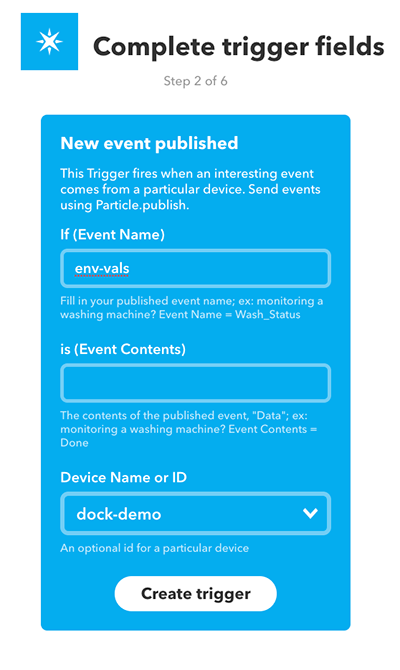 Complete trigger fields
Step 2 of 6
New event published
This Trigger fires when an interesting event
comes from a particular device. Send events
using Particle.publish.
If (Event Name)
env-vals
Fill in your published event name; ex: monitoring a
washing machine? Event Name = Wash_Status
is (Event Contents)
The contents of the published event, "Data"; ex:
monitoring a washing machine? Event Contents =
Done
Device Name or ID
dock-demo
An optional id for a particular device
Create trigger